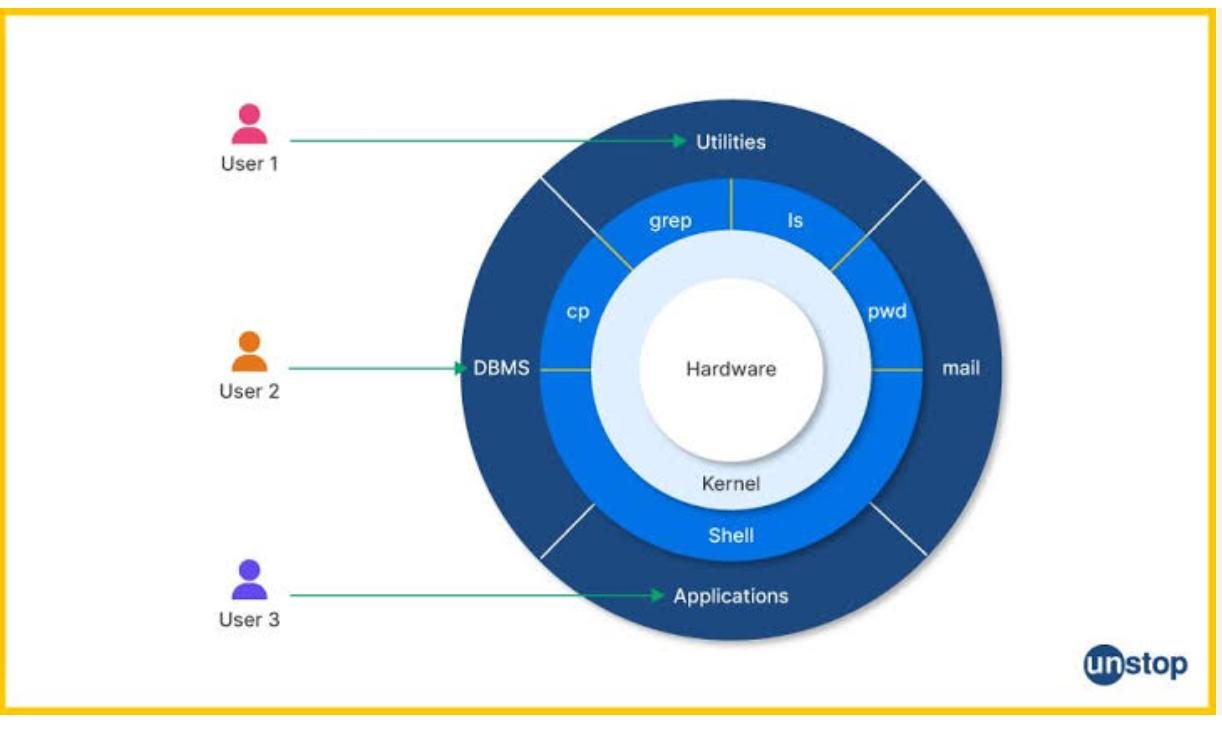 User 1
Utilities
grep
ls
cp
pwd
User 2
DBMS
Hardware
mail
Kernel
Shell
User 3
Applications
unstop